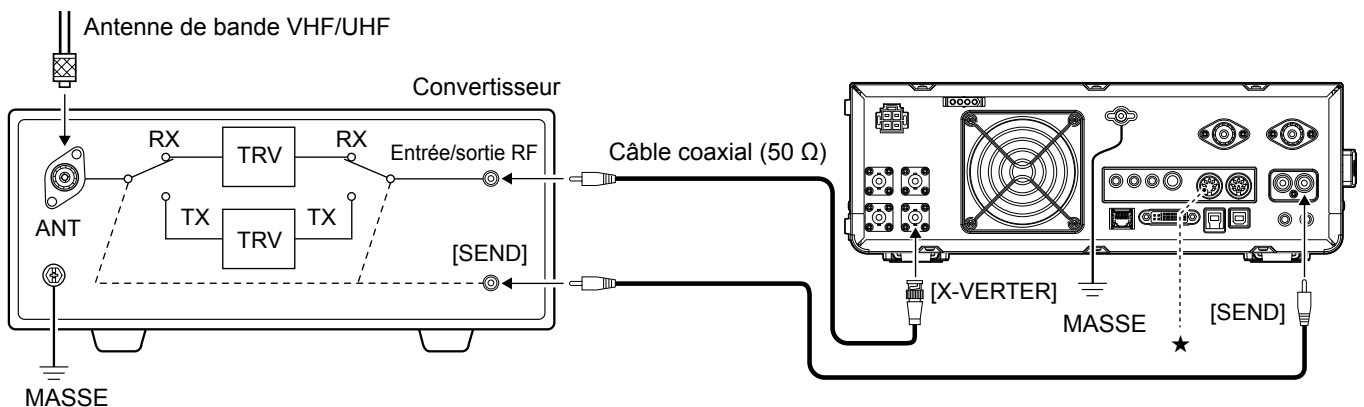 Antenne de bande VHF/UHF
Convertisseur
RX
TRV
RX
Entrée/sortie RF
Câble coaxial (50 Ω)
ANT
TX
TRV
TX
[SEND]
[X-VERTER]
MASSE
[SEND]
★
MASSE